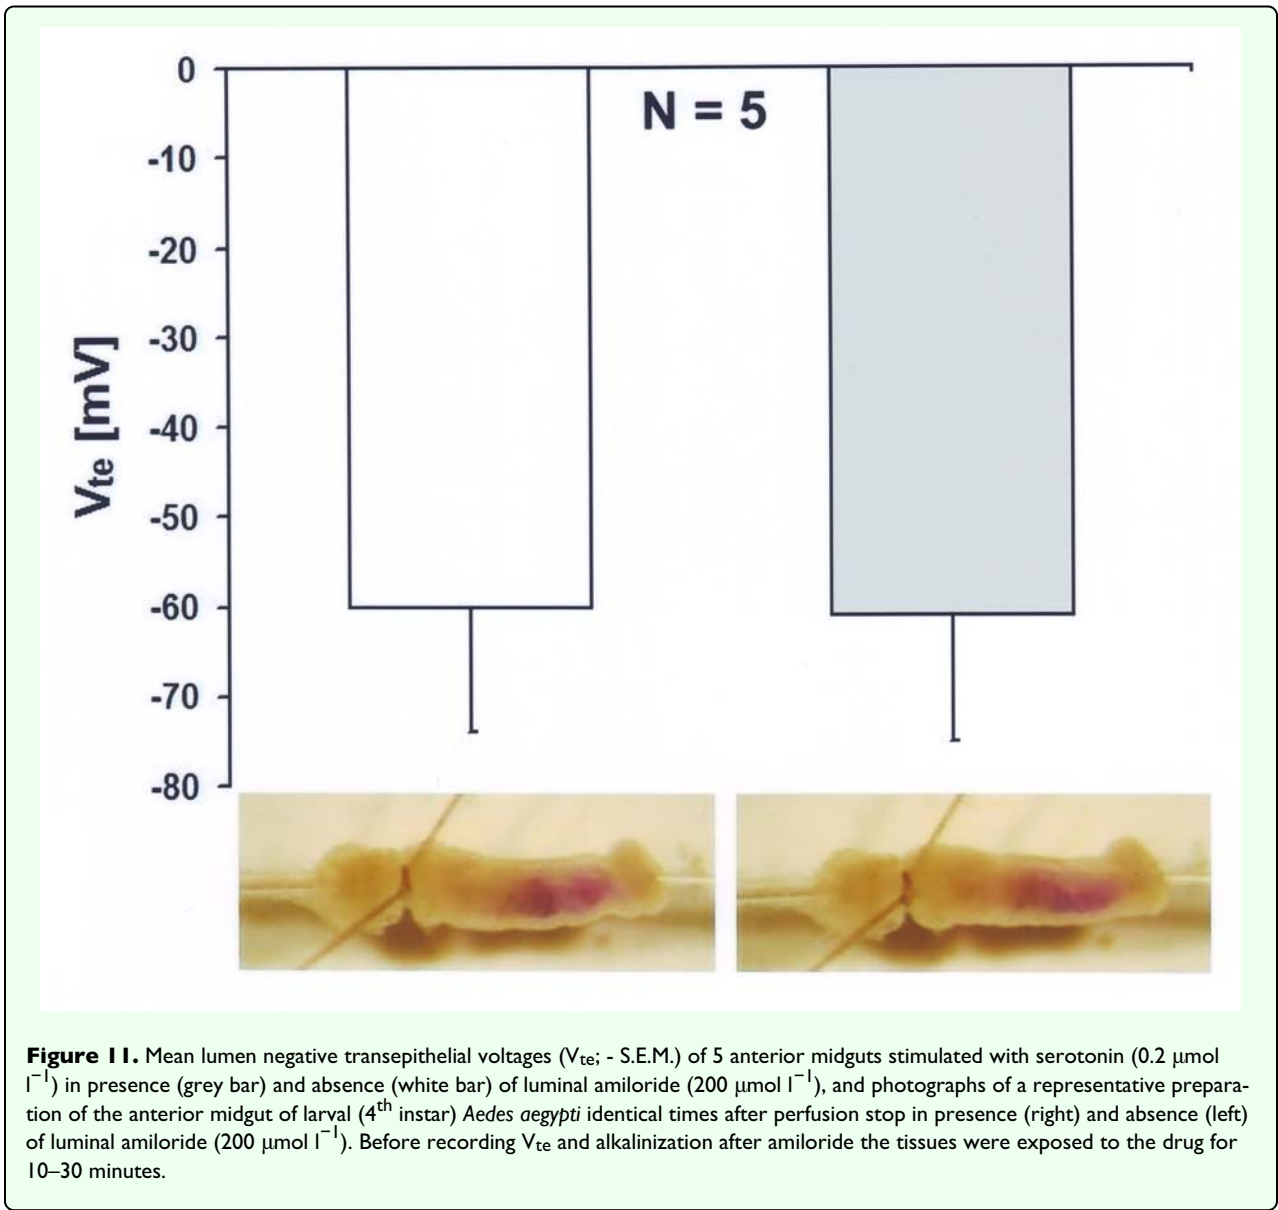 0
N = 5
-10
-20
-30
-40
-50
-60
-70
-80
Vte [mV]
Figure 11. Mean lumen negative transepithelial voltages (Vte; - S.E.M.) of 5 anterior midguts stimulated with serotonin (0.2 μmol
l−1) in presence (grey bar) and absence (white bar) of luminal amiloride (200 μmol l−1), and photographs of a representative prepara-
tion of the anterior midgut of larval (4th instar) Aedes aegypti identical times after perfusion stop in presence (right) and absence (left)
of luminal amiloride (200 μmol l−1). Before recording Vte and alkalinization after amiloride the tissues were exposed to the drug for
10–30 minutes.